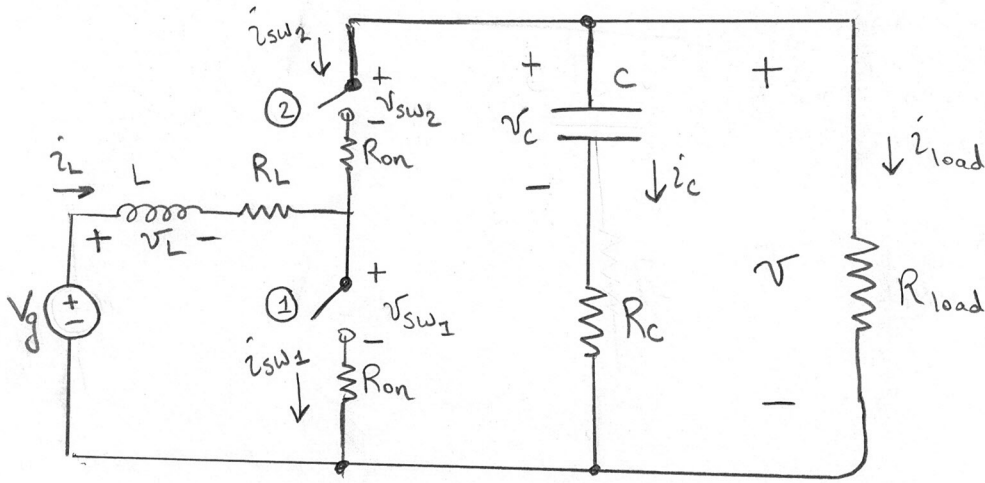 i_sw2
+
②
v_sw2
−
R_on
+
C
v_c
−
i_c
+
i_load
i_L
L
R_L
+ v_L −
V_g
+
−
①
+
v_sw1
−
i_sw1
R_on
R_c
v
R_load
−